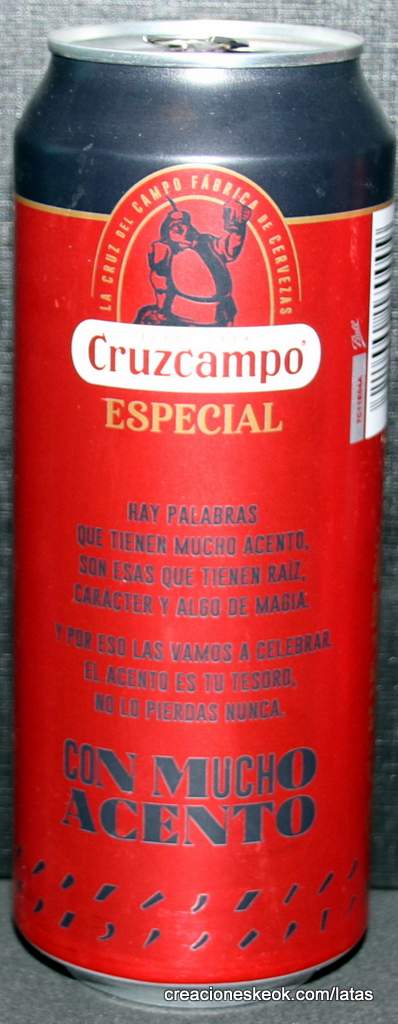 LA CRUZ DEL CAMPO FÁBRICA DE CERVEZAS
Cruzcampo®
ESPECIAL
HAY PALABRAS
QUE TIENEN MUCHO ACENTO,
SON ESAS QUE TIENEN RAÍZ,
CARÁCTER Y ALGO DE MAGIA.
Y POR ESO LAS VAMOS A CELEBRAR.
EL ACENTO ES TU TESORO,
NO LO PIERDAS NUNCA.
CON MUCHO
ACENTO
Ball
creacioneskeok.com/latas